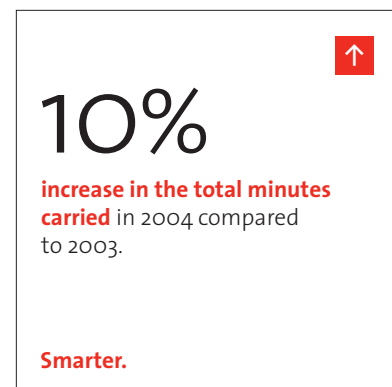 10%
increase in the total minutes
carried in 2004 compared
to 2003.
Smarter.